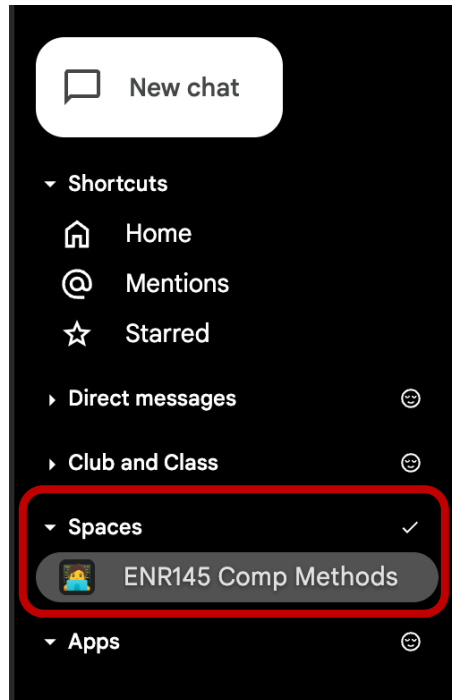 New chat
Shortcuts
Home
Mentions
Starred
Direct messages
Club and Class
Spaces
ENR145 Comp Methods
Apps